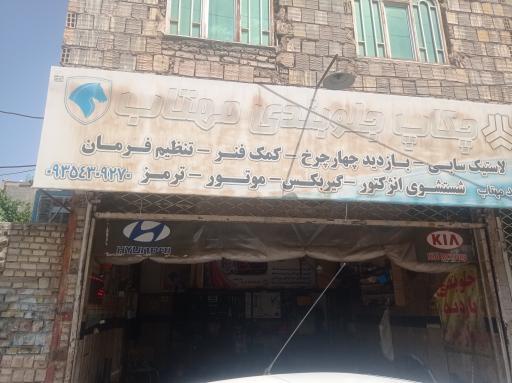 چکاپ جلوبندی مهتاب
لاستیک سایی - بازدید چهارچرخ - کمک فنر - تنظیم فرمان
شستشوی انژکتور - گیربکس - موتور - ترمز ۰۹۳۵۴۳۰۹۲۷۰
مهتاب
HYUNDAI
KIA